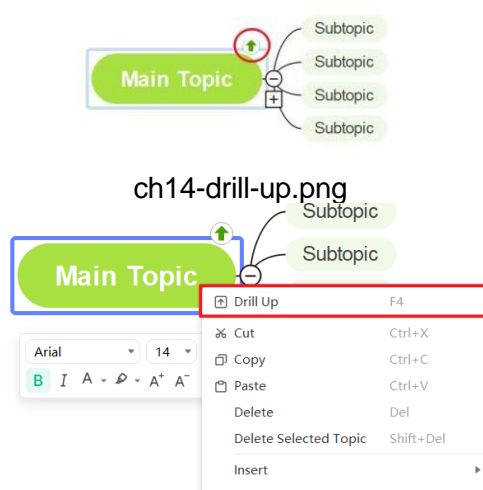 Subtopic
Main Topic
Subtopic
Subtopic
Subtopic
ch14-drill-up.png
Subtopic
Subtopic
Main Topic
Drill Up F4
Cut Ctrl+X
Arial 14
Copy Ctrl+C
B I A A+ A-
Paste Ctrl+V
Delete Del
Delete Selected Topic Shift+Del
Insert